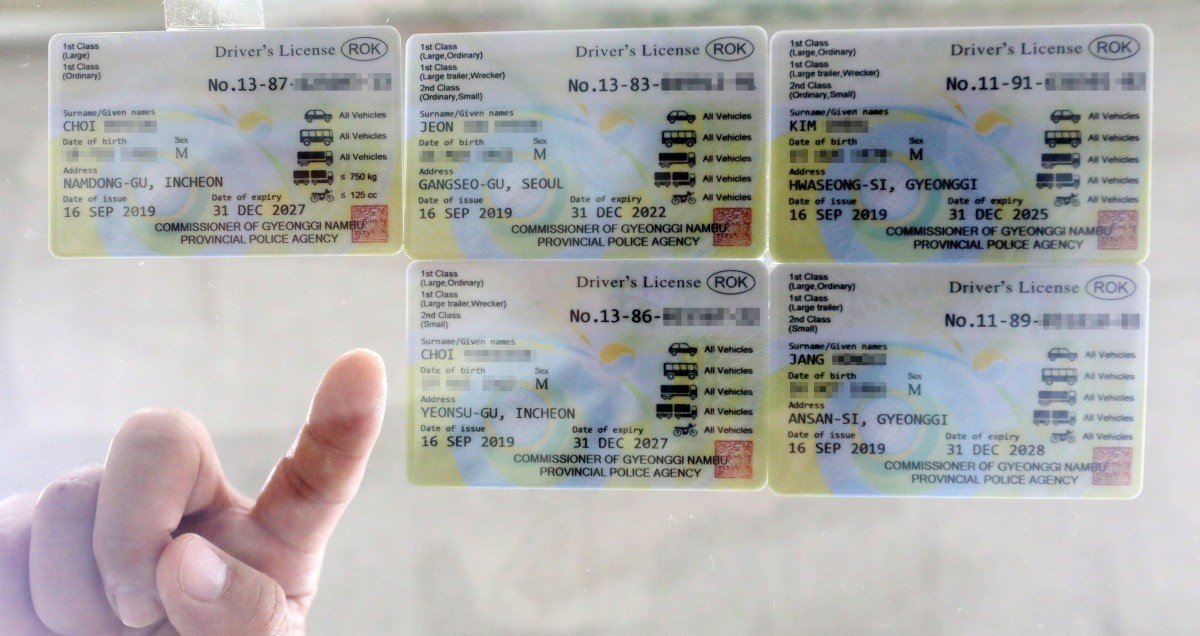 1st Class
(Large)
1st Class
(Ordinary)
Driver's License ROK
No.13-87-
Surname/Given names
CHOI
Date of birth Sex
M
Address
NAMDONG-GU, INCHEON
Date of issue Date of expiry
16 SEP 2019 31 DEC 2027
All Vehicles
All Vehicles
All Vehicles
≤ 750 kg
≤ 125 cc
COMMISSIONER OF GYEONGGI NAMBU
PROVINCIAL POLICE AGENCY
1st Class
(Large,Ordinary)
1st Class
(Large trailer,Wrecker)
2nd Class
(Ordinary,Small)
Driver's License ROK
No.13-83-
Surname/Given names
JEON
Date of birth Sex
M
Address
GANGSEO-GU, SEOUL
Date of issue Date of expiry
16 SEP 2019 31 DEC 2022
All Vehicles
All Vehicles
All Vehicles
All Vehicles
All Vehicles
COMMISSIONER OF GYEONGGI NAMBU
PROVINCIAL POLICE AGENCY
1st Class
(Large,Ordinary)
1st Class
(Large trailer,Wrecker)
2nd Class
(Ordinary,Small)
Driver's License ROK
No.11-91-
Surname/Given names
KIM
Date of birth Sex
M
Address
HWASEONG-SI, GYEONGGI
Date of issue Date of expiry
16 SEP 2019 31 DEC 2025
All Vehicles
All Vehicles
All Vehicles
All Vehicles
All Vehicles
COMMISSIONER OF GYEONGGI NAMBU
PROVINCIAL POLICE AGENCY
1st Class
(Large,Ordinary)
1st Class
(Large trailer,Wrecker)
2nd Class
(Small)
Driver's License ROK
No.13-86-
Surname/Given names
CHOI
Date of birth Sex
M
Address
YEONSU-GU, INCHEON
Date of issue Date of expiry
16 SEP 2019 31 DEC 2027
All Vehicles
All Vehicles
All Vehicles
All Vehicles
All Vehicles
COMMISSIONER OF GYEONGGI NAMBU
PROVINCIAL POLICE AGENCY
1st Class
(Large,Ordinary)
1st Class
(Large trailer)
2nd Class
(Small)
Driver's License ROK
No.11-89-
Surname/Given names
JANG
Date of birth Sex
M
Address
ANSAN-SI, GYEONGGI
Date of issue Date of expiry
16 SEP 2019 31 DEC 2028
All Vehicles
All Vehicles
All Vehicles
All Vehicles
All Vehicles
COMMISSIONER OF GYEONGGI NAMBU
PROVINCIAL POLICE AGENCY